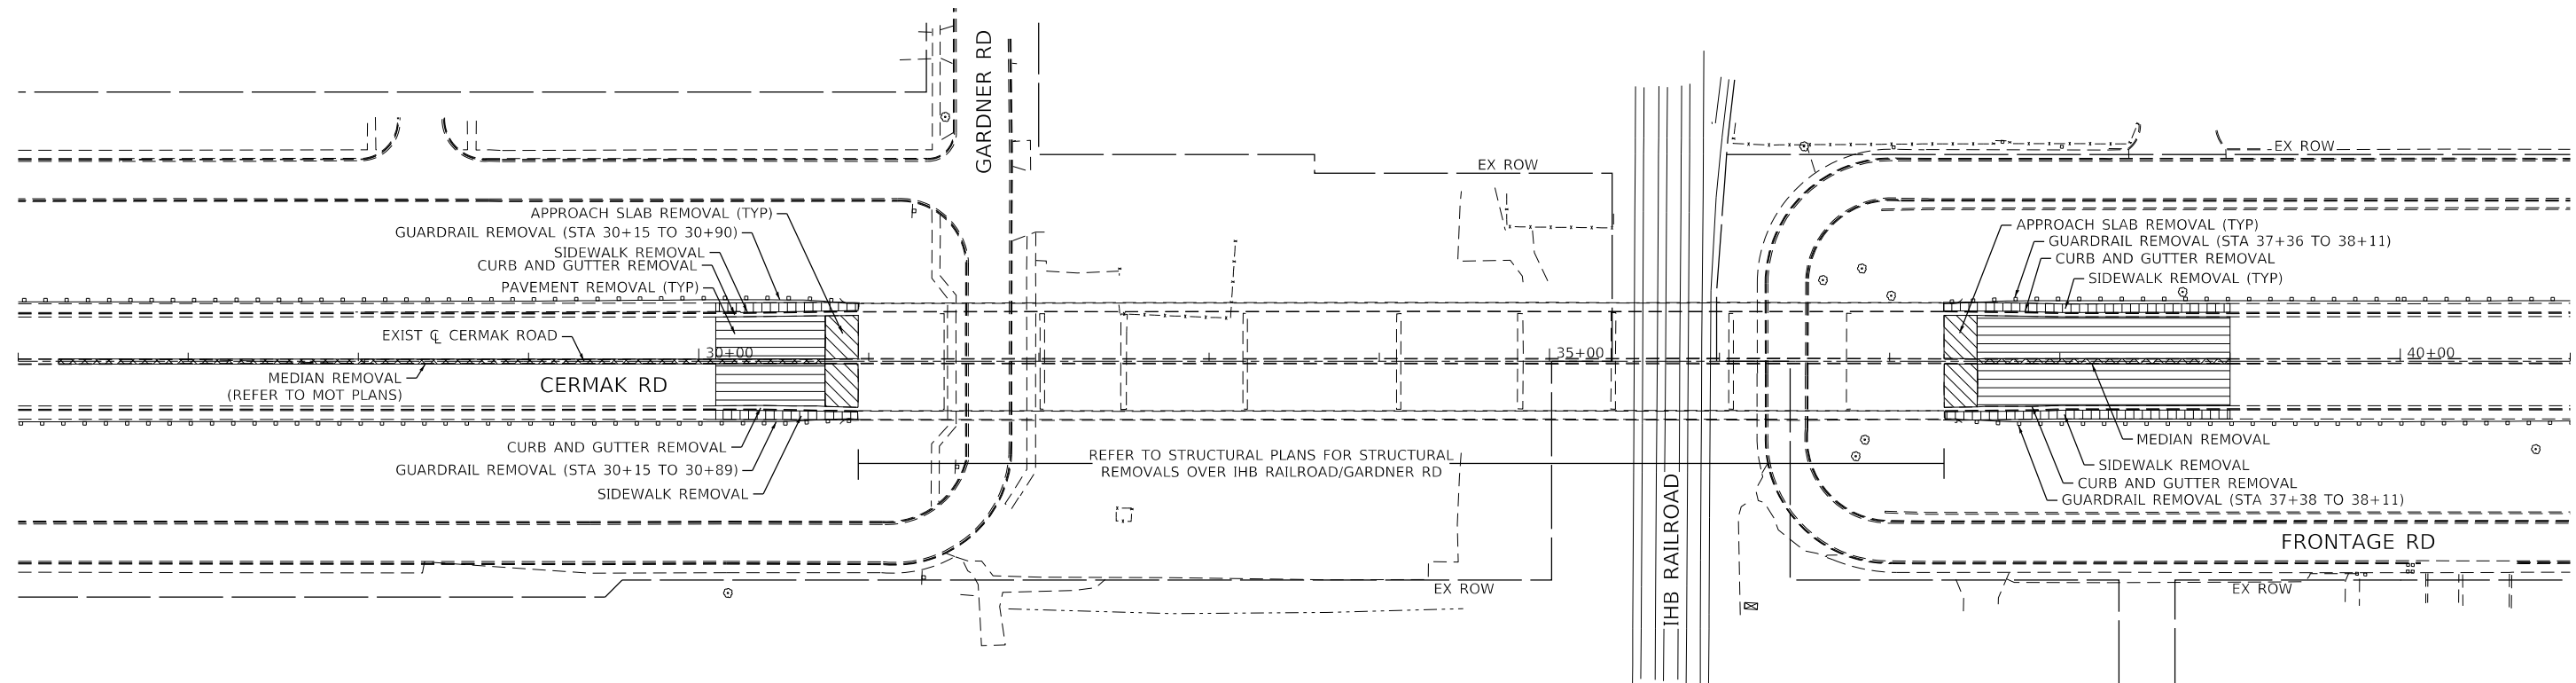 GARDNER RD
EX ROW
EX ROW
APPROACH SLAB REMOVAL (TYP)
GUARDRAIL REMOVAL (STA 30+15 TO 30+90)
SIDEWALK REMOVAL
CURB AND GUTTER REMOVAL
PAVEMENT REMOVAL (TYP)
EXIST ℄ CERMAK ROAD
30+00
MEDIAN REMOVAL
(REFER TO MOT PLANS)
CERMAK RD
CURB AND GUTTER REMOVAL
GUARDRAIL REMOVAL (STA 30+15 TO 30+89)
SIDEWALK REMOVAL
REFER TO STRUCTURAL PLANS FOR STRUCTURAL
REMOVALS OVER IHB RAILROAD/GARDNER RD
35+00
IHB RAILROAD
APPROACH SLAB REMOVAL (TYP)
GUARDRAIL REMOVAL (STA 37+36 TO 38+11)
CURB AND GUTTER REMOVAL
SIDEWALK REMOVAL (TYP)
40+00
MEDIAN REMOVAL
SIDEWALK REMOVAL
CURB AND GUTTER REMOVAL
GUARDRAIL REMOVAL (STA 37+38 TO 38+11)
FRONTAGE RD
EX ROW
EX ROW